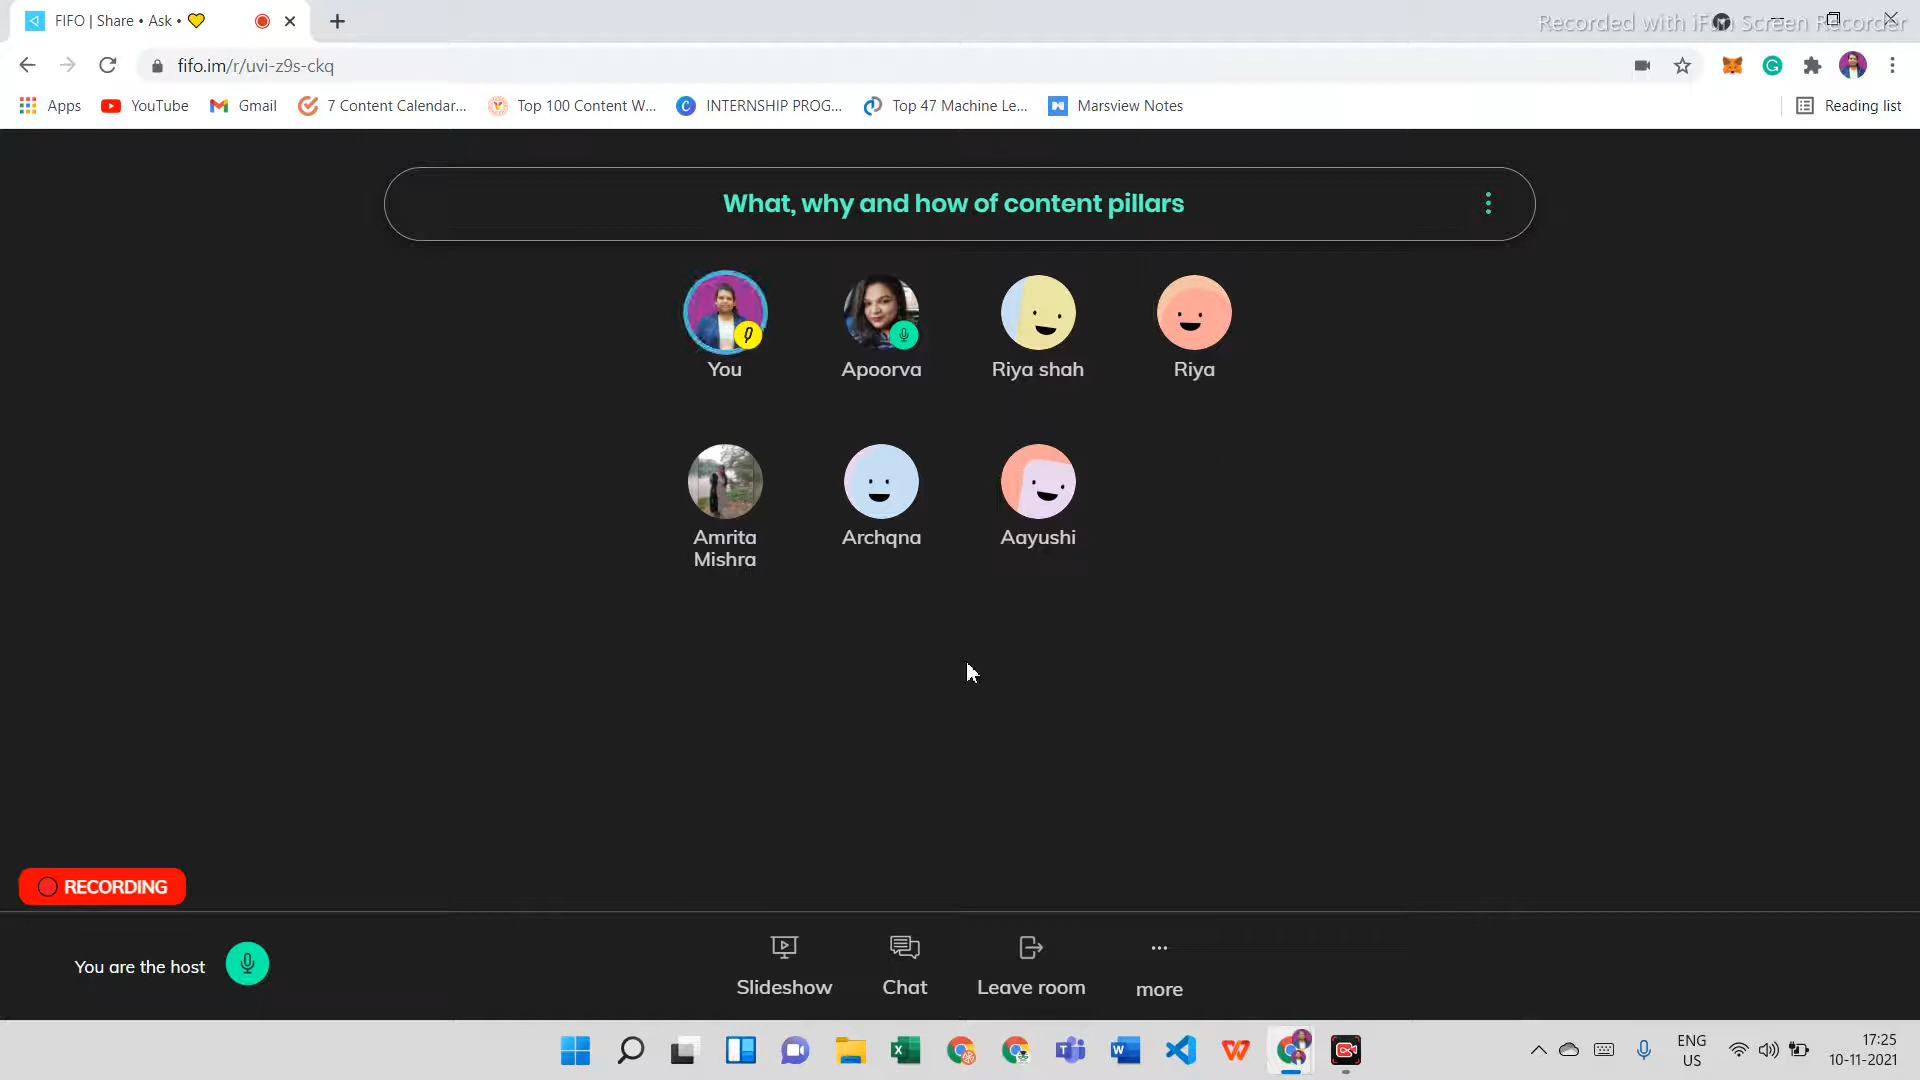 FIFO | Share • Ask • 💛
Recorded with iFun Screen Recorder
fifo.im/r/uvi-z9s-ckq
Apps
YouTube
Gmail
7 Content Calendar...
Top 100 Content W...
INTERNSHIP PROG...
Top 47 Machine Le...
Marsview Notes
Reading list
What, why and how of content pillars
You
Apoorva
Riya shah
Riya
Amrita
Mishra
Archqna
Aayushi
RECORDING
You are the host
Slideshow
Chat
Leave room
more
ENG
US
17:25
10-11-2021